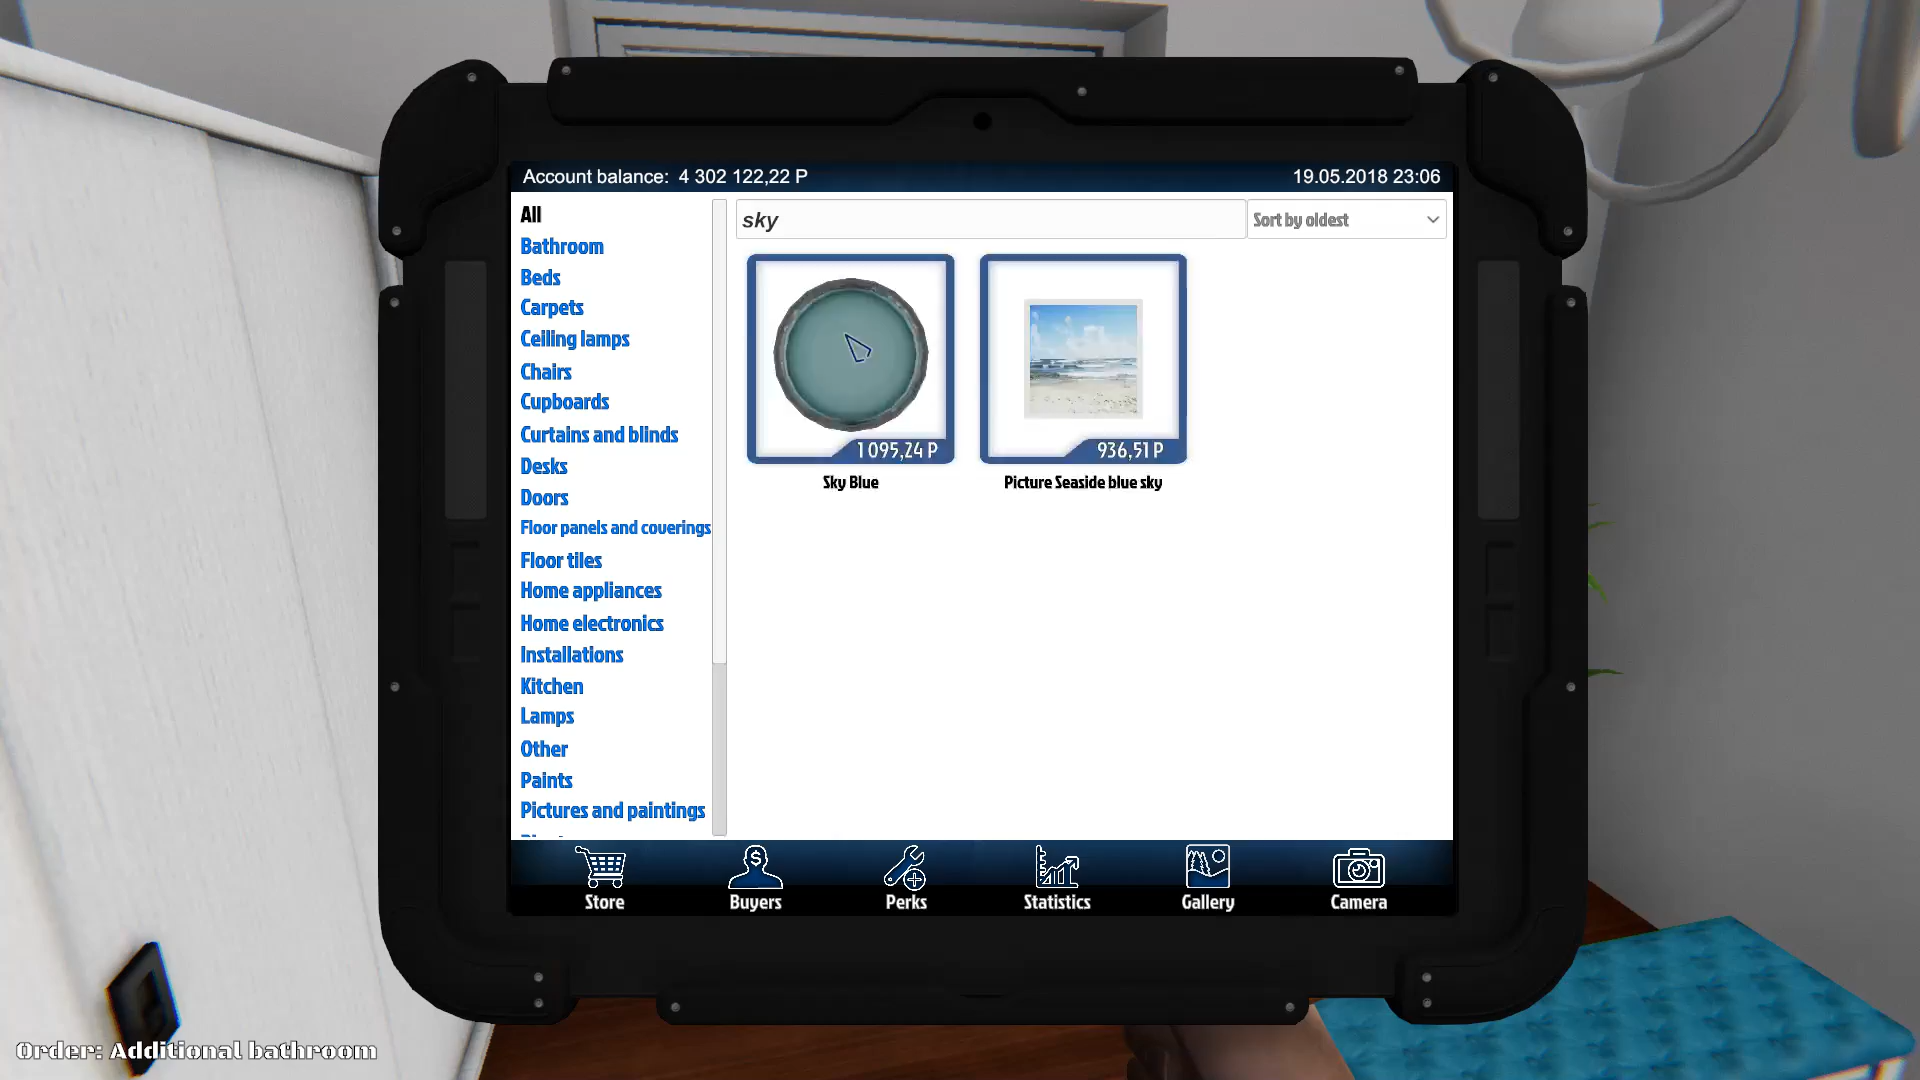 Account balance: 4 302 122,22 P
19.05.2018 23:06
All
Bathroom
Beds
Carpets
Ceiling lamps
Chairs
Cupboards
Curtains and blinds
Desks
Doors
Floor panels and coverings
Floor tiles
Home appliances
Home electronics
Installations
Kitchen
Lamps
Other
Paints
Pictures and paintings
sky
Sort by oldest
1 095,24 P
Sky Blue
936,51 P
Picture Seaside blue sky
Store
Buyers
Perks
Statistics
Gallery
Camera
Order: Additional bathroom